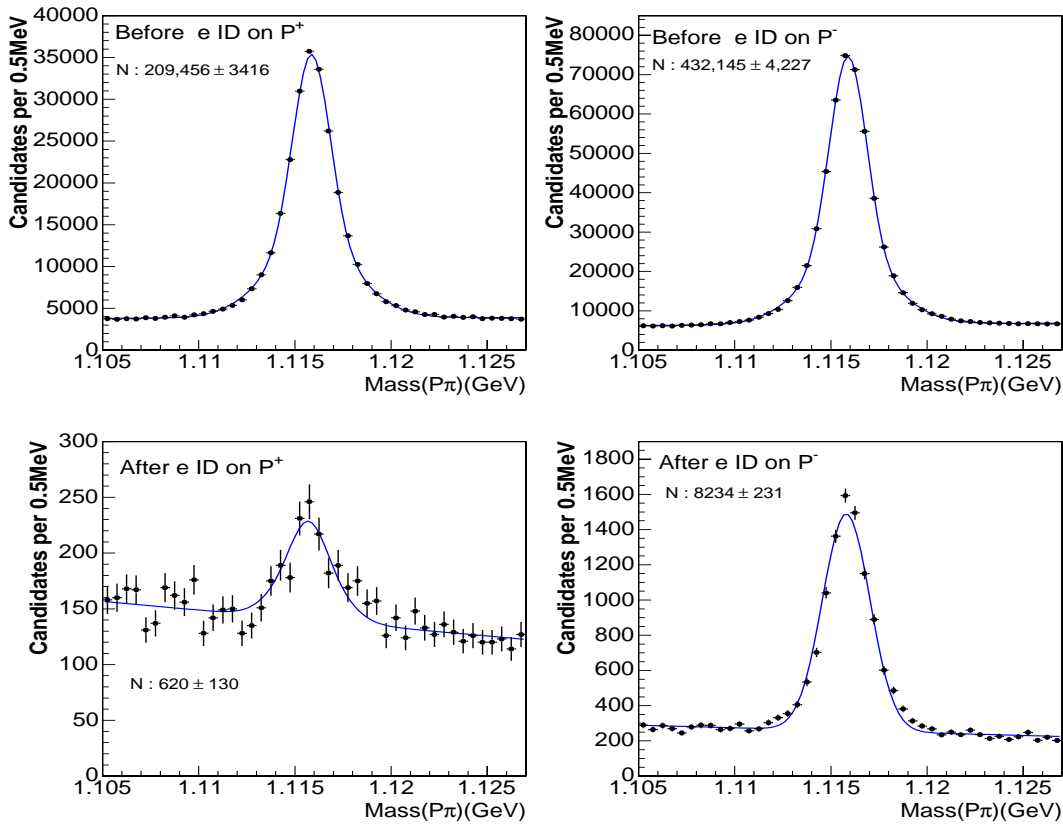 Before e ID on P+
N : 209,456 ± 3416
Candidates per 0.5MeV
40000
35000
30000
25000
20000
15000
10000
5000
0
1.105 1.11 1.115 1.12 1.125
Mass(Pπ)(GeV)
Before e ID on P-
N : 432,145 ± 4,227
Candidates per 0.5MeV
80000
70000
60000
50000
40000
30000
20000
10000
0
1.105 1.11 1.115 1.12 1.125
Mass(Pπ)(GeV)
After e ID on P+
Candidates per 0.5MeV
300
250
200
150
100
50
0
N : 620 ± 130
1.105 1.11 1.115 1.12 1.125
Mass(Pπ)(GeV)
After e ID on P-
N : 8234 ± 231
Candidates per 0.5MeV
1800
1600
1400
1200
1000
800
600
400
200
0
1.105 1.11 1.115 1.12 1.125
Mass(Pπ)(GeV)